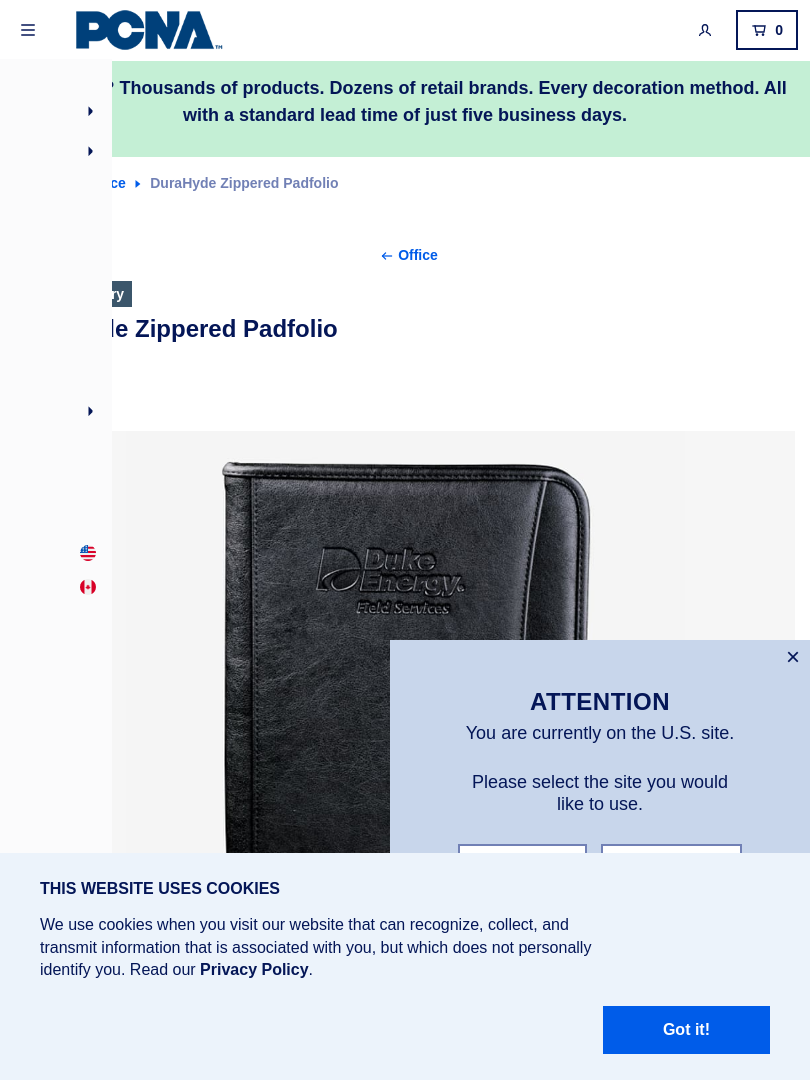 PCNA™
0
Thousands of products. Dozens of retail brands. Every decoration method. All
with a standard lead time of just five business days.
DuraHyde Zippered Padfolio
Office
Zippered Padfolio
Duke
Energy®
Field Services
ATTENTION
You are currently on the U.S. site.
Please select the site you would
like to use.
THIS WEBSITE USES COOKIES
We use cookies when you visit our website that can recognize, collect, and
transmit information that is associated with you, but which does not personally
identify you. Read our Privacy Policy.
Got it!